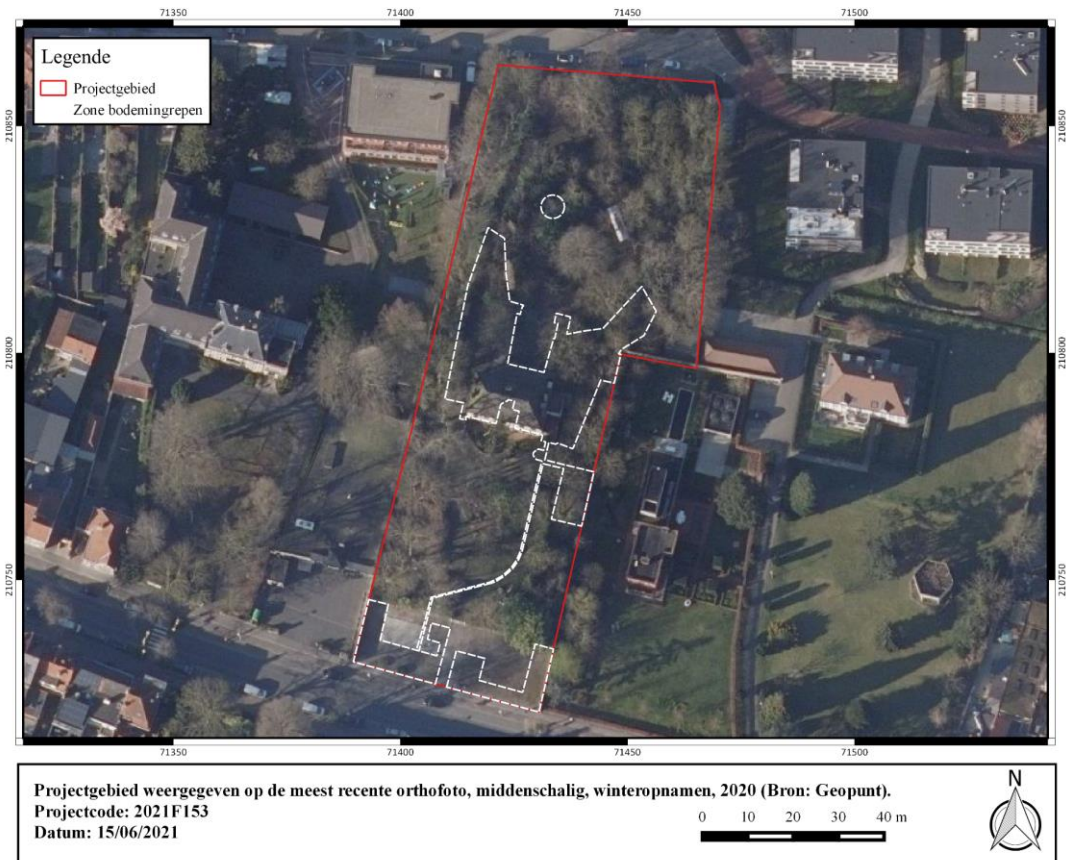 71350 71400 71450 71500
Legende
Projectgebied
Zone bodemingrepen
210850 210850
210800 210800
210750 210750
71350 71400 71450 71500
Projectgebied weergegeven op de meest recente orthofoto, middenschalig, winteropnamen, 2020 (Bron: Geopunt).
Projectcode: 2021F153
Datum: 15/06/2021
0 10 20 30 40 m
N